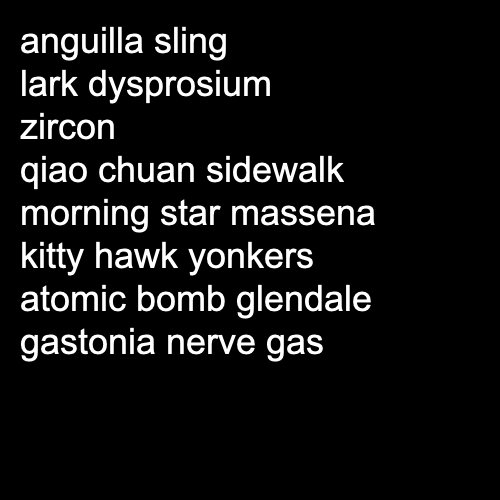 anguilla sling
lark dysprosium
zircon
qiao chuan sidewalk
morning star massena
kitty hawk yonkers
atomic bomb glendale
gastonia nerve gas